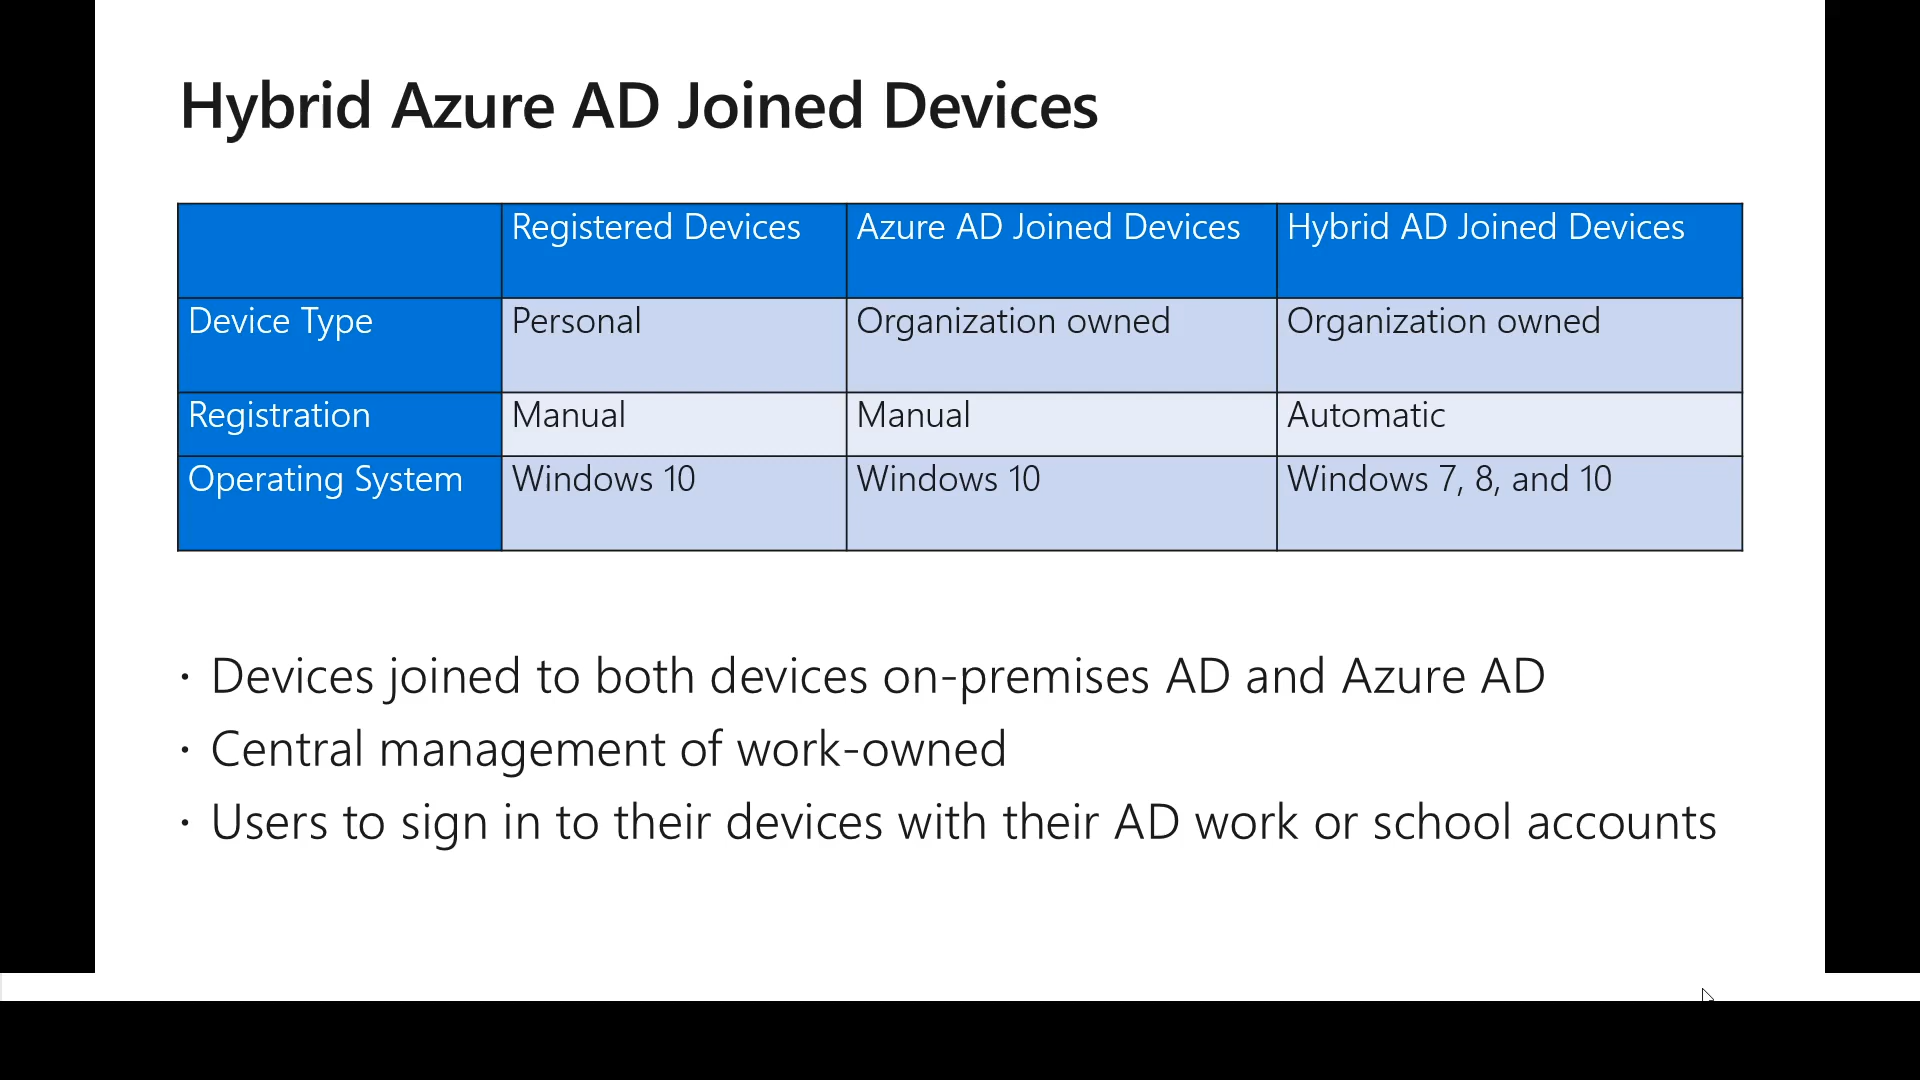 Hybrid Azure AD Joined Devices
Registered Devices Azure AD Joined Devices Hybrid AD Joined Devices
Device Type Personal Organization owned Organization owned
Registration Manual Manual Automatic
Operating System Windows 10 Windows 10 Windows 7, 8, and 10
· Devices joined to both devices on-premises AD and Azure AD
· Central management of work-owned
· Users to sign in to their devices with their AD work or school accounts